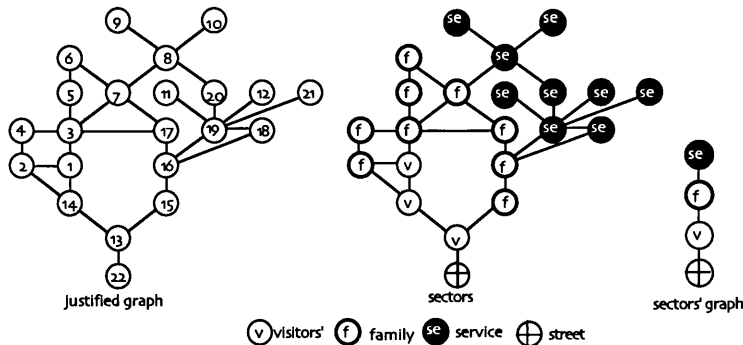 9 10
6 8
5 7 11 20 12 21
4 3 17 19 18
2 1 16
14 15
13
22
justified graph
se se
f se
f f se se se se
f f f se se
f v f
v f
v
sectors
se
f
v
sectors' graph
v visitors' f family se service street